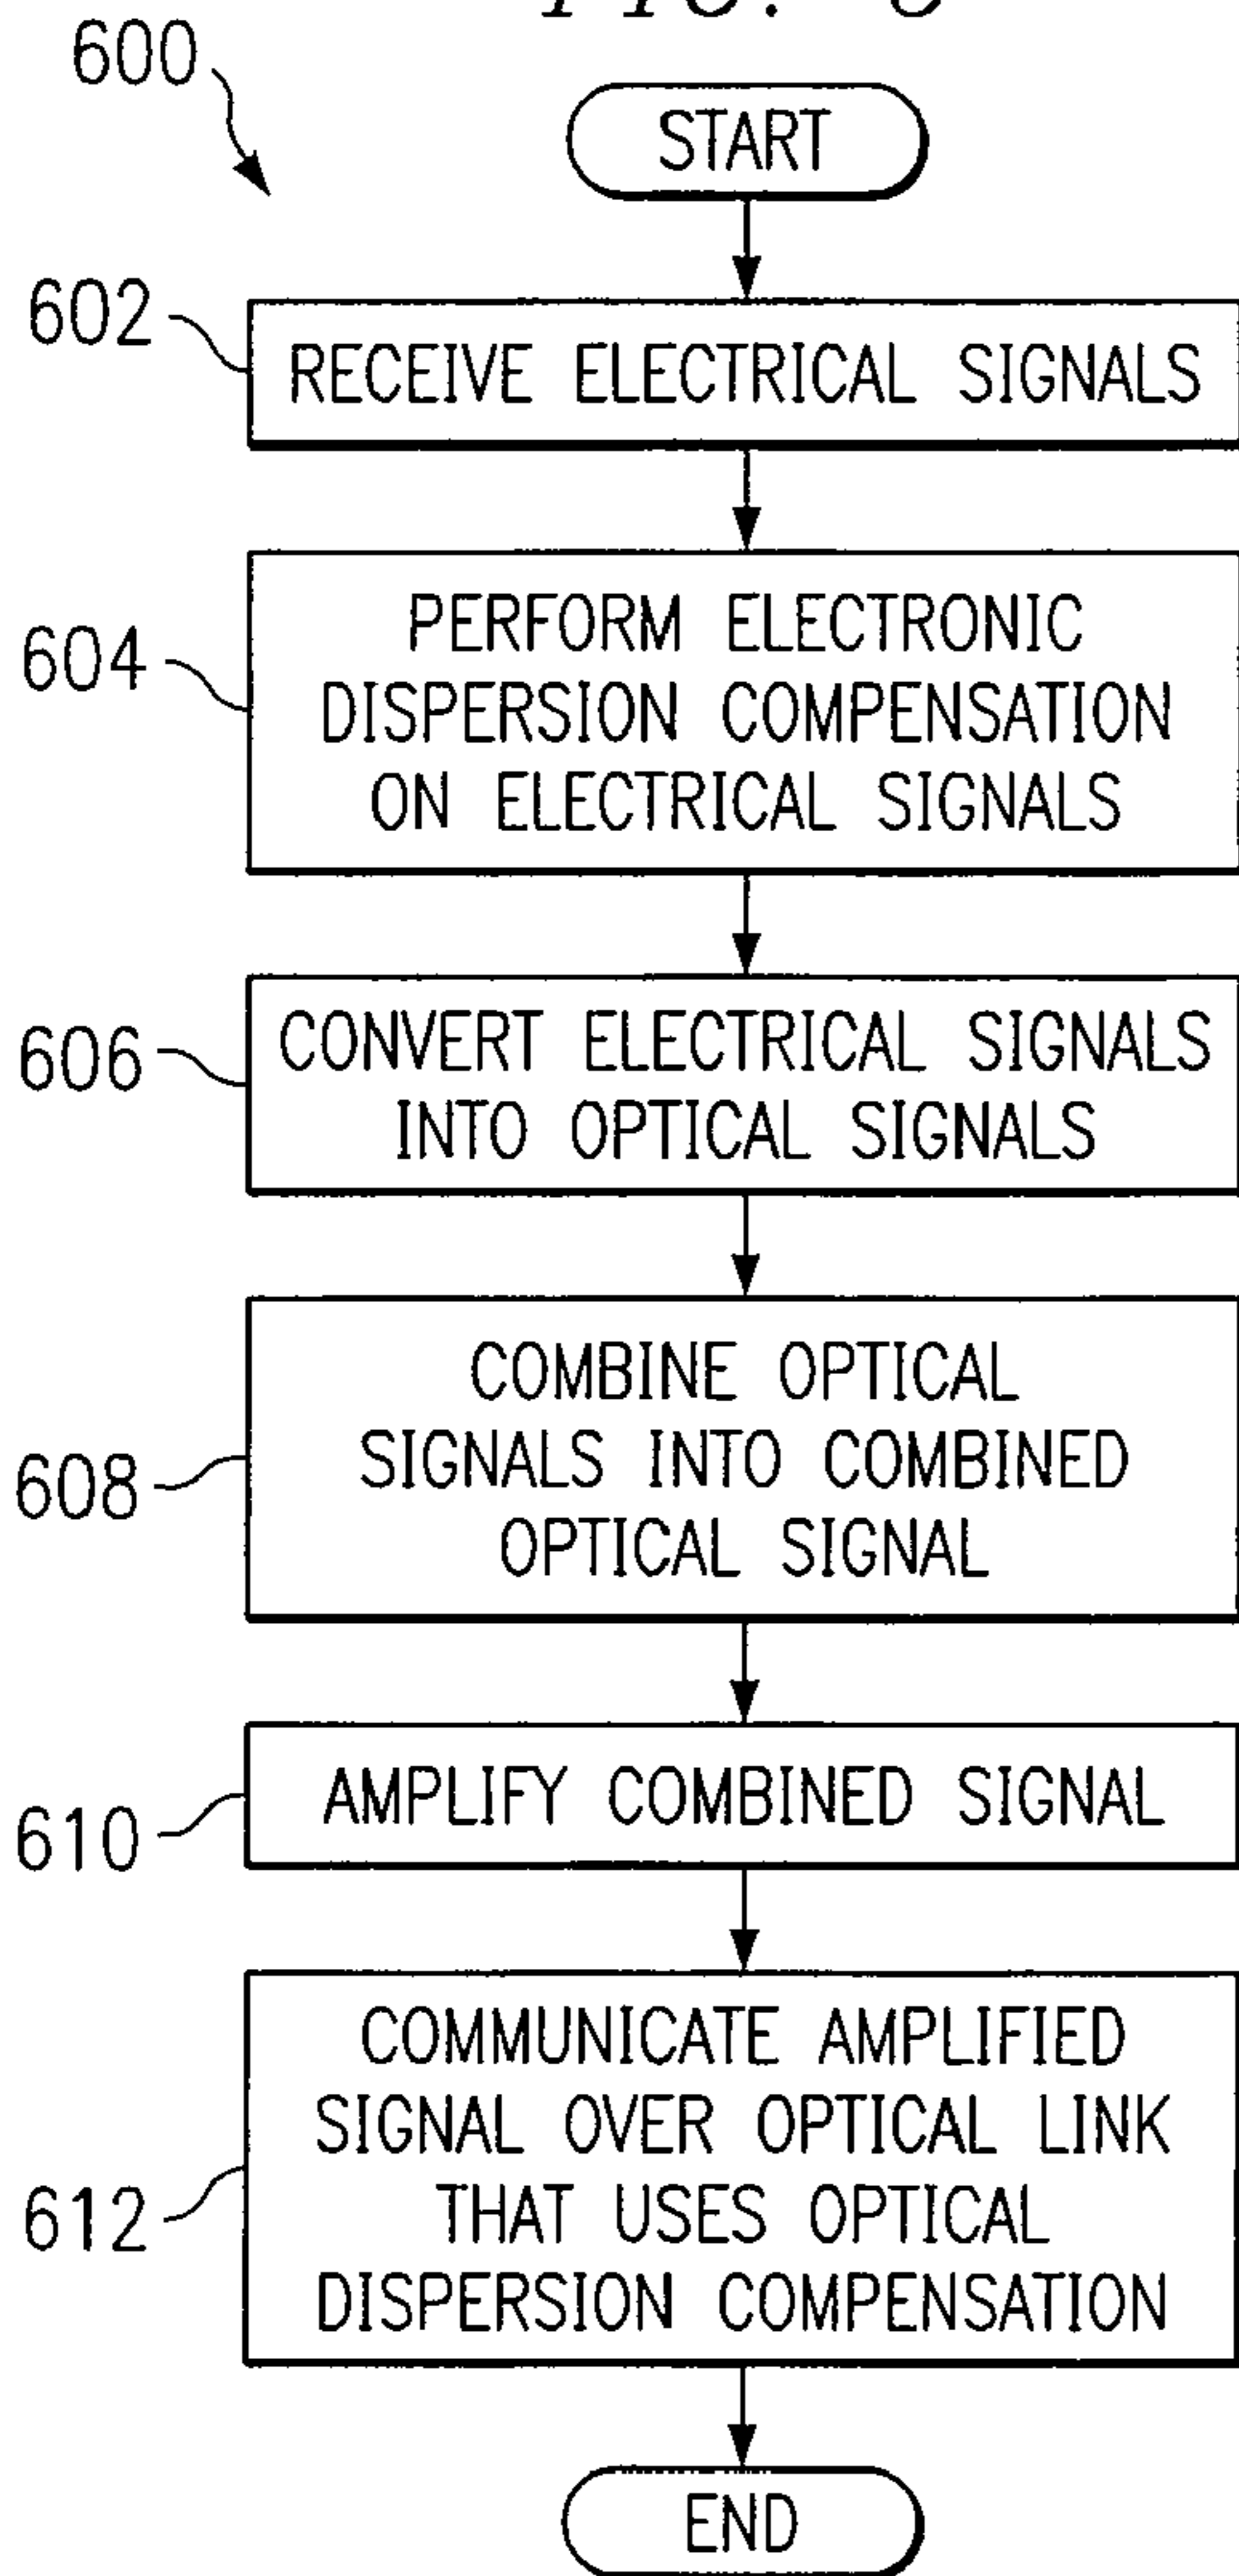 600
START
602
RECEIVE ELECTRICAL SIGNALS
604
PERFORM ELECTRONIC
DISPERSION COMPENSATION
ON ELECTRICAL SIGNALS
606
CONVERT ELECTRICAL SIGNALS
INTO OPTICAL SIGNALS
608
COMBINE OPTICAL
SIGNALS INTO COMBINED
OPTICAL SIGNAL
610
AMPLIFY COMBINED SIGNAL
612
COMMUNICATE AMPLIFIED
SIGNAL OVER OPTICAL LINK
THAT USES OPTICAL
DISPERSION COMPENSATION
END